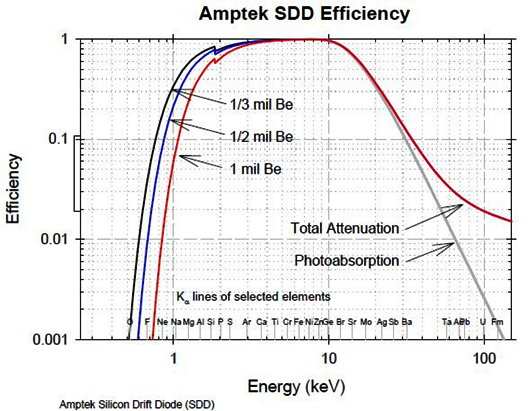 Amptek SDD Efficiency
1
1/3 mil Be
1/2 mil Be
0.1
1 mil Be
Efficiency
Total Attenuation
0.01
Photoabsorption
Kα lines of selected elements
O F Ne Na Mg Al Si P S Ar Ca Ti Cr Fe Ni Zn Ge Br Sr Mo Ag Sb Ba Ta Pb U Fm
0.001
1 10 100
Energy (keV)
Amptek Silicon Drift Diode (SDD)